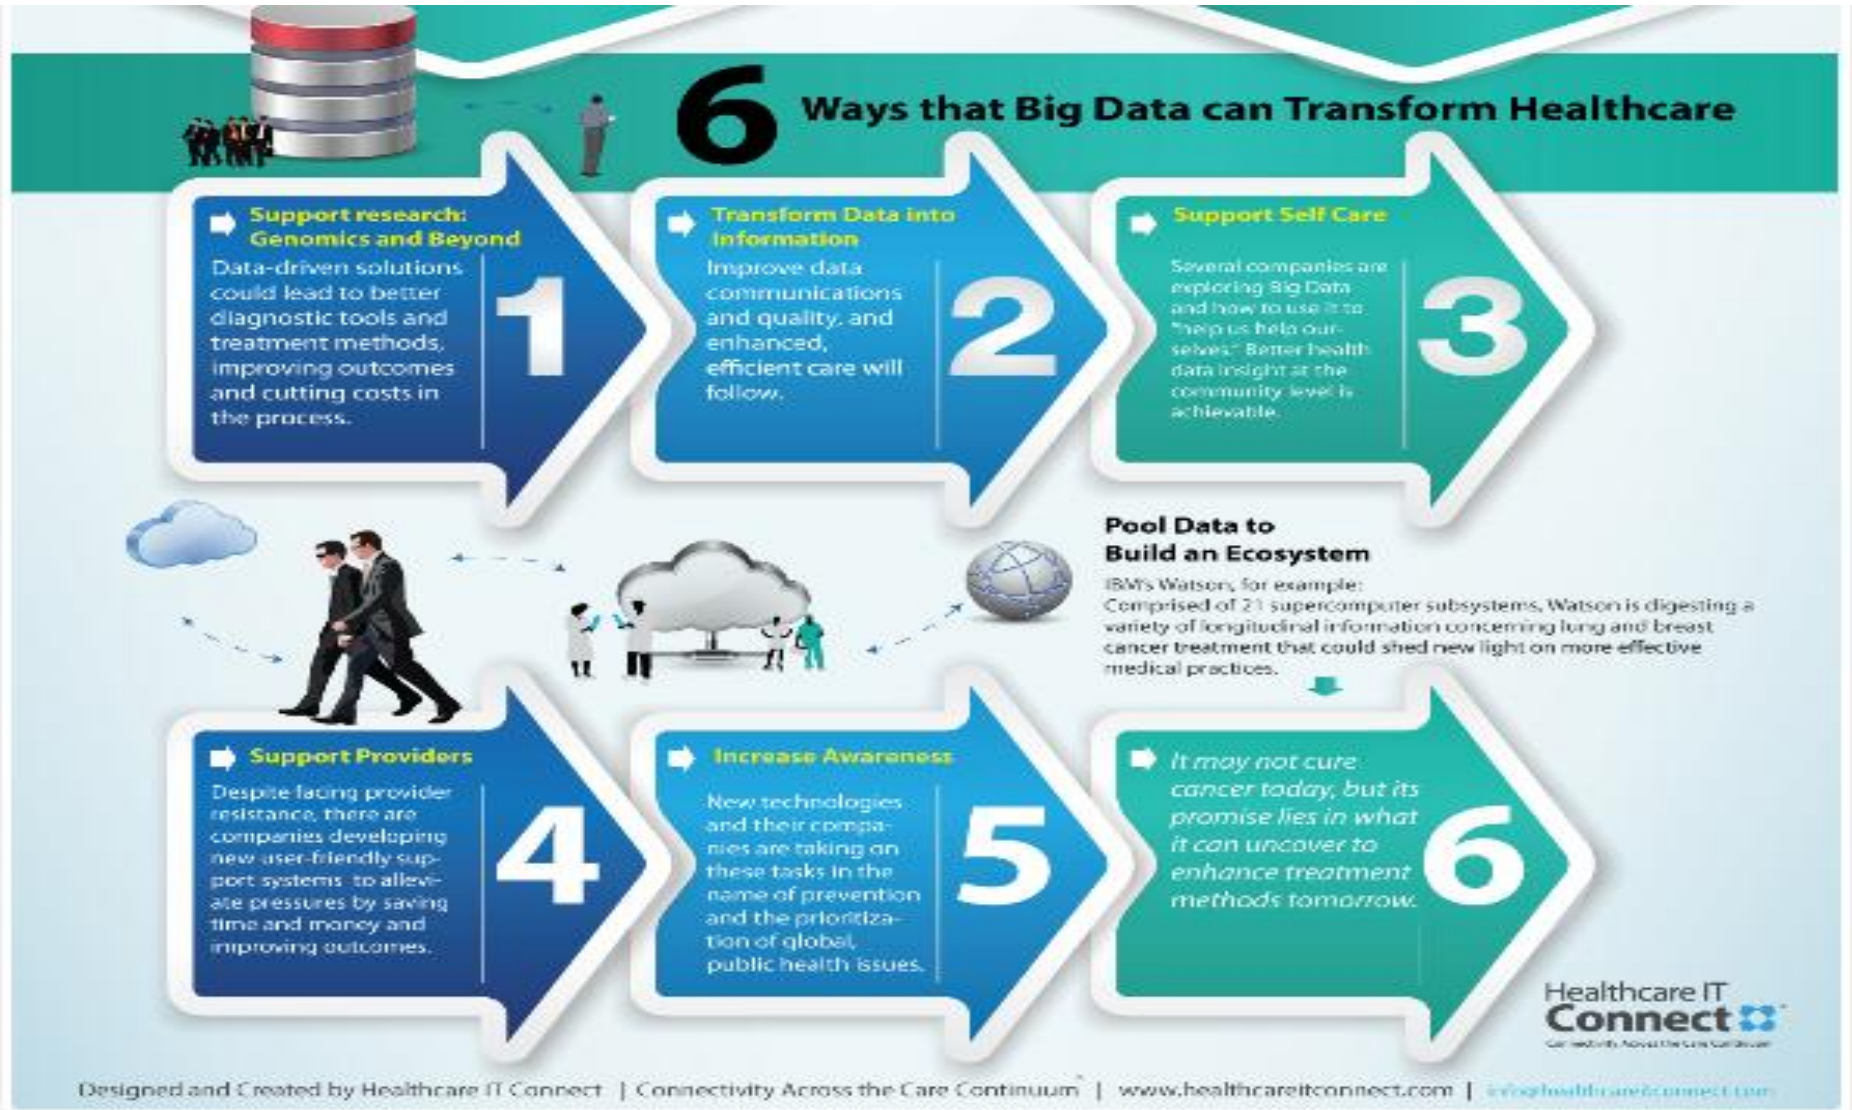 6 Ways that Big Data can Transform Healthcare
Support research:
Genomics and Beyond
Data-driven solutions
could lead to better
diagnostic tools and
treatment methods,
improving outcomes
and cutting costs in
the process.
1
Transform Data into
Information
Improve data
communications
and quality, and
enhanced,
efficient care will
follow.
2
Support Self Care
Several companies are
exploring Big Data
and how to use it to
"help us help our-
selves." Better health
data insight at the
community level is
achievable.
3
Pool Data to
Build an Ecosystem
IBM's Watson, for example:
Comprised of 21 supercomputer subsystems, Watson is digesting a
variety of longitudinal information concerning lung and breast
cancer treatment that could shed new light on more effective
medical practices.
Support Providers
Despite facing provider
resistance, there are
companies developing
new user-friendly sup-
port systems to allevi-
ate pressures by saving
time and money and
improving outcomes.
4
Increase Awareness
New technologies
and their compa-
nies are taking on
these tasks in the
name of prevention
and the prioritiza-
tion of global,
public health issues.
5
It may not cure
cancer today, but its
promise lies in what
it can uncover to
enhance treatment
methods tomorrow.
6
Healthcare IT
Connect
Connectivity Across the Care Continuum
Designed and Created by Healthcare IT Connect | Connectivity Across the Care Continuum | www.healthcareitconnect.com | info@healthcareitconnect.com